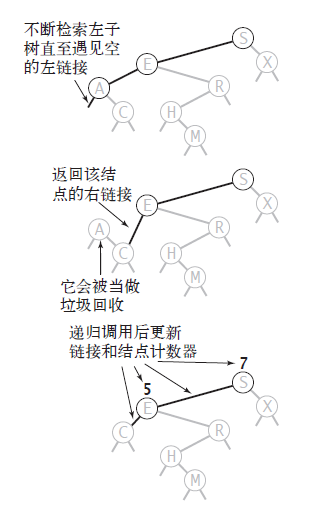 不断检索左子
树直至遇见空
的左链接
S
E
X
A
R
C
H
M
返回该结
点的右链接
S
E
X
A
R
C
H
M
它会被当做
垃圾回收
递归调用后更新
链接和结点计数器
7
5
S
E
X
C
R
H
M